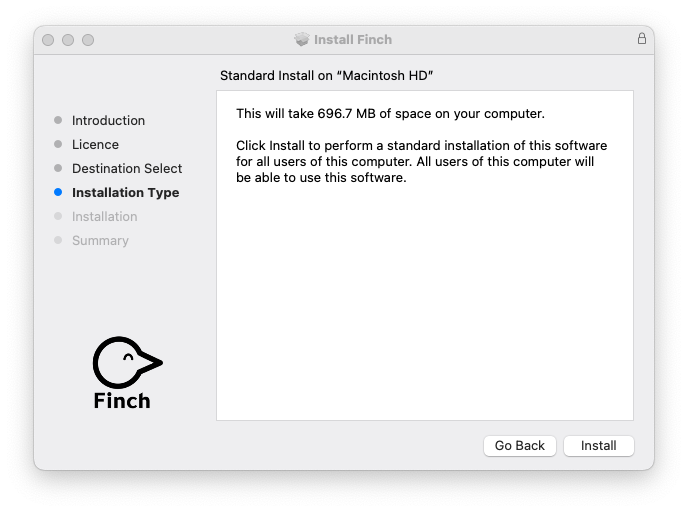 Install Finch
Standard Install on “Macintosh HD”
Introduction
Licence
Destination Select
Installation Type
Installation
Summary
This will take 696.7 MB of space on your computer.
Click Install to perform a standard installation of this software
for all users of this computer. All users of this computer will
be able to use this software.
Finch
Go Back
Install